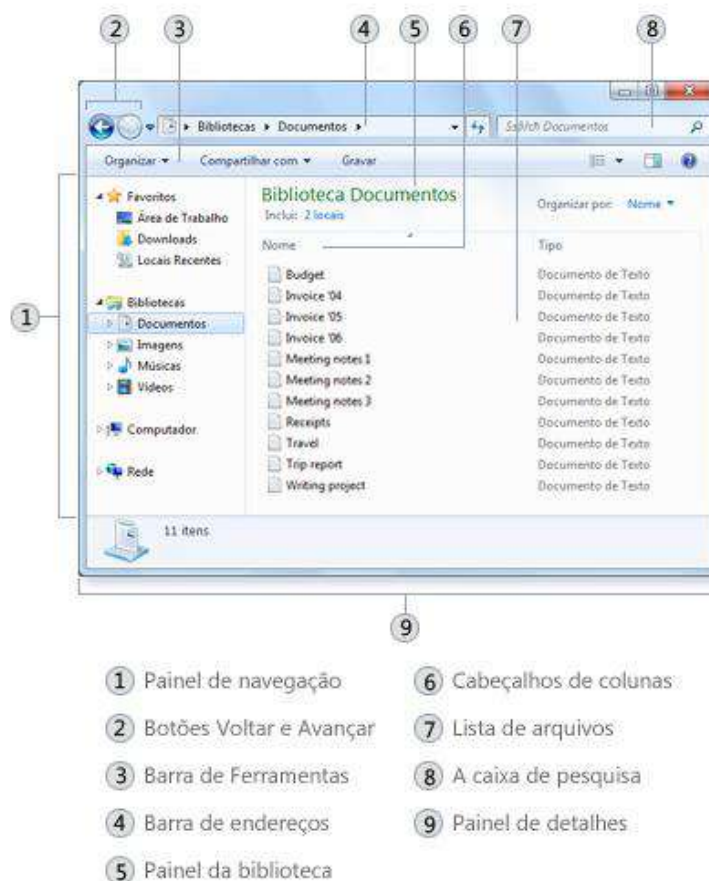 2 3 4 5 6 7 8
Bibliotecas Documentos Search Documentos
Organizar Compartilhar com Gravar
Favoritos
Área de Trabalho
Downloads
Locais Recentes
Bibliotecas
Documentos
Imagens
Músicas
Vídeos
Computador
Rede
1
Biblioteca Documentos
Inclui: 2 locais
Organizar por: Nome
Nome Tipo
Budget Documento de Texto
Invoice '04 Documento de Texto
Invoice '05 Documento de Texto
Invoice '06 Documento de Texto
Meeting notes 1 Documento de Texto
Meeting notes 2 Documento de Texto
Meeting notes 3 Documento de Texto
Receipts Documento de Texto
Travel Documento de Texto
Trip report Documento de Texto
Writing project Documento de Texto
11 itens
9
1 Painel de navegação
2 Botões Voltar e Avançar
3 Barra de Ferramentas
4 Barra de endereços
5 Painel da biblioteca
6 Cabeçalhos de colunas
7 Lista de arquivos
8 A caixa de pesquisa
9 Painel de detalhes